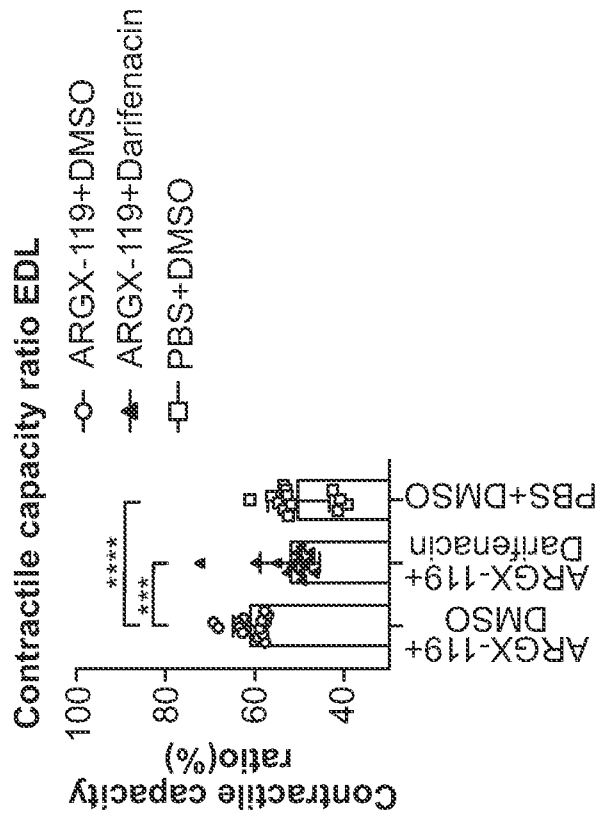 Contractile capacity ratio EDL
ARGX-119+DMSO
ARGX-119+Darifenacin
PBS+DMSO
Contractile capacity
ratio(%)
100
80
60
40
****
***
ARGX-119+
DMSO
ARGX-119+
Darifenacin
PBS+DMSO